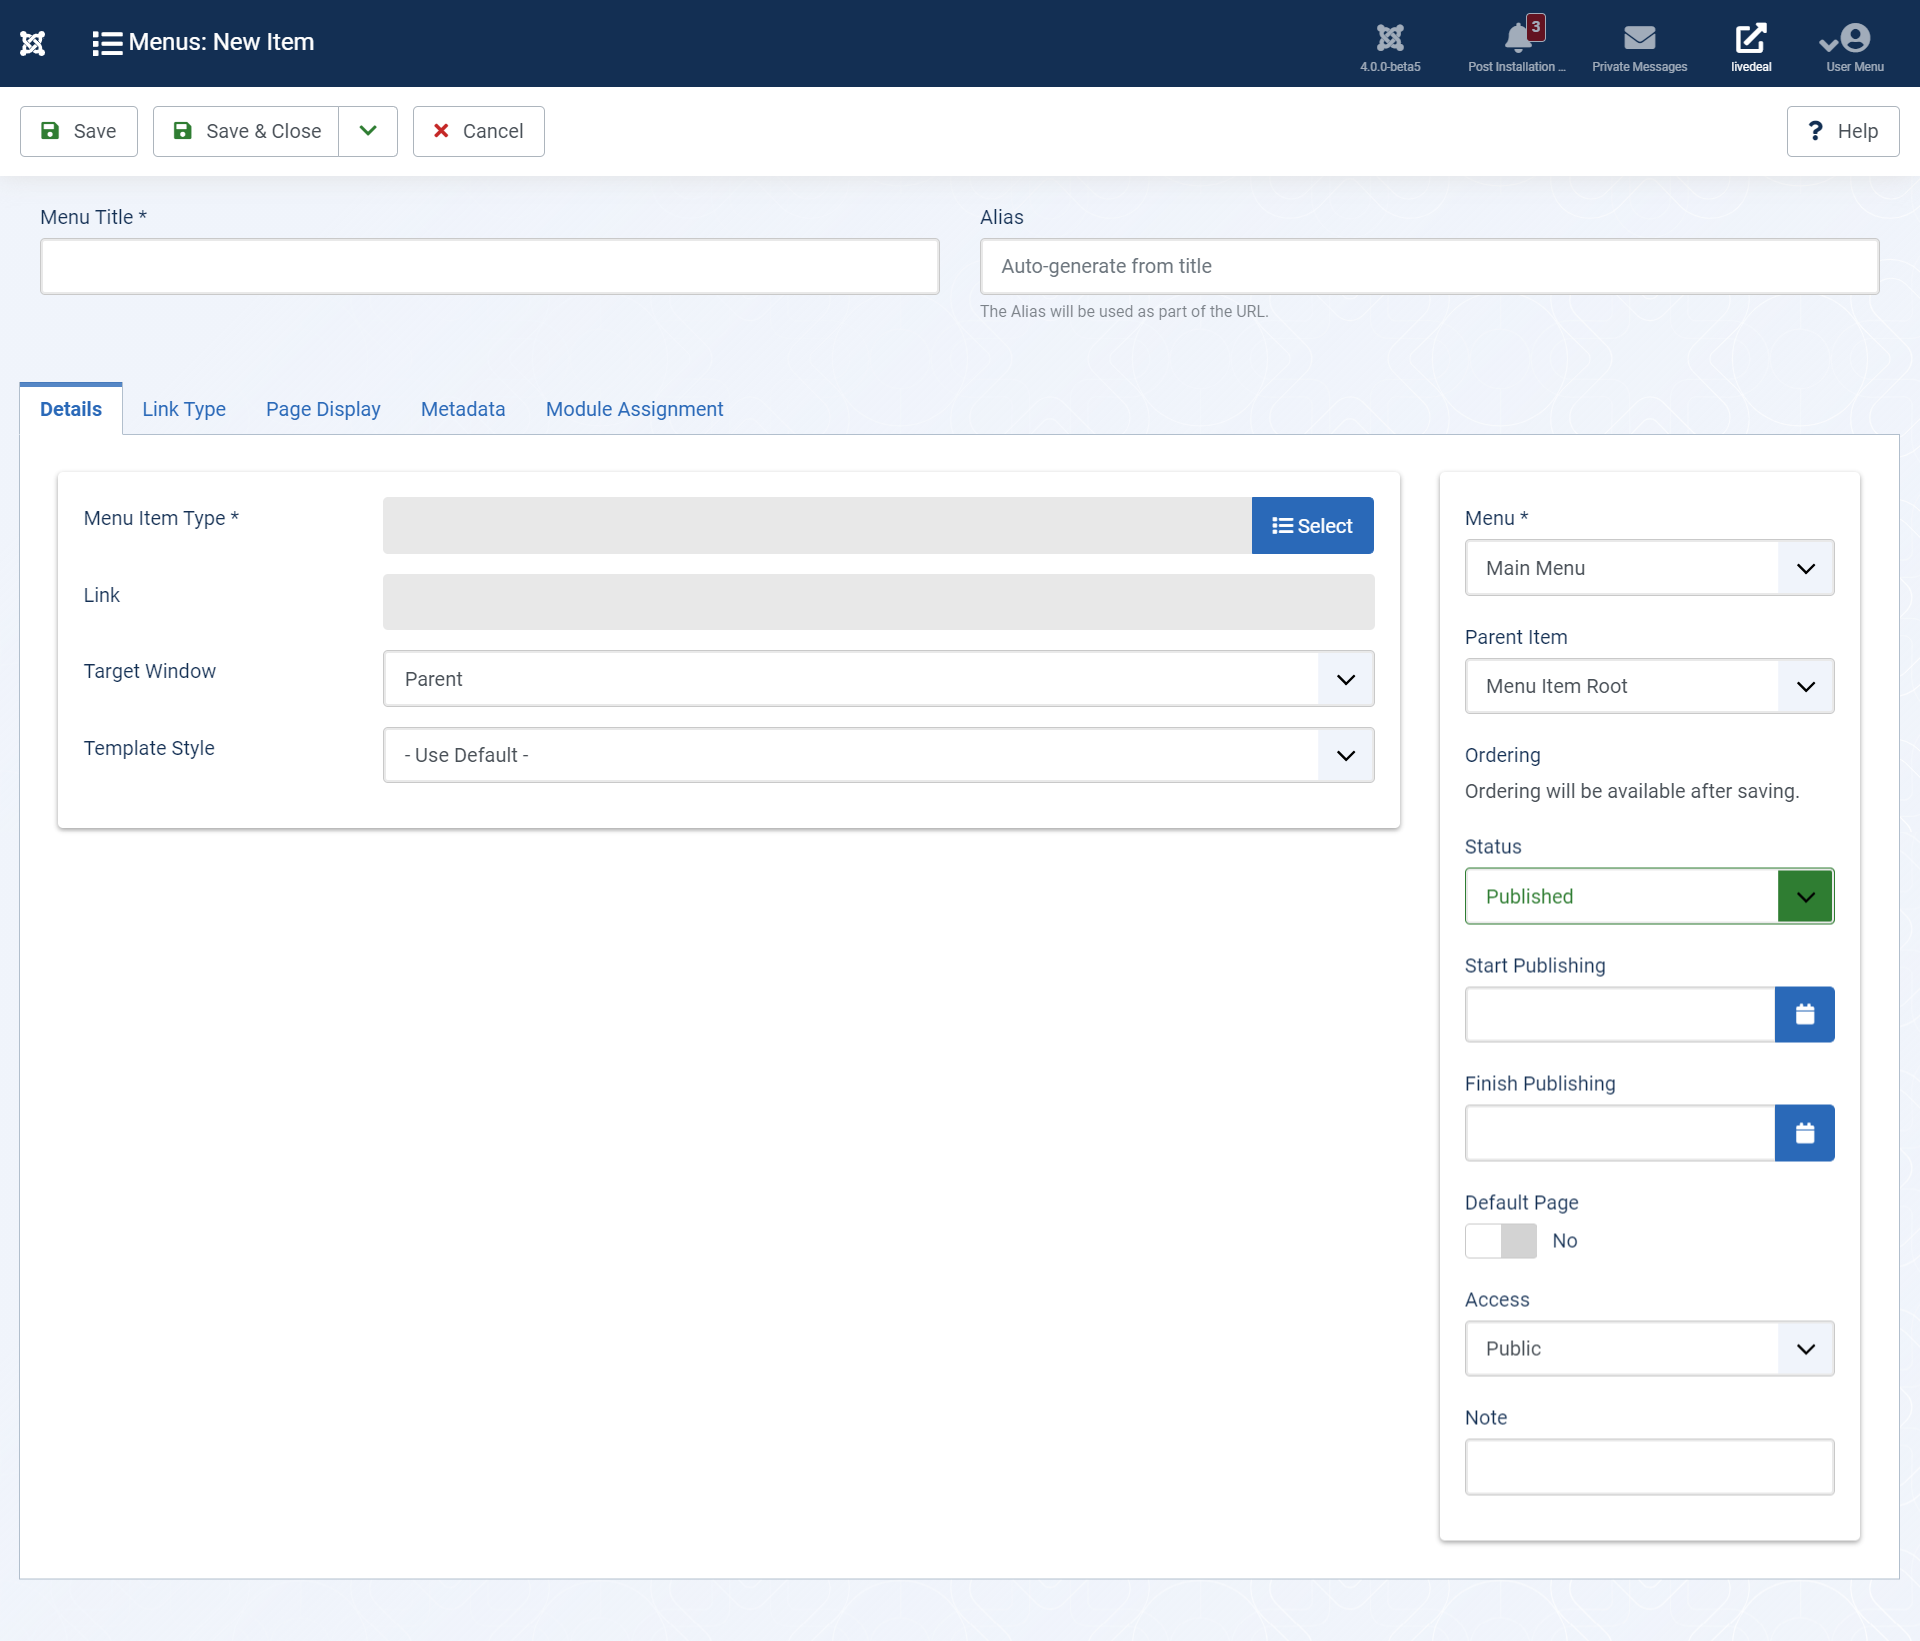 Menus: New Item
4.0.0-beta5
3
Post Installation ...
Private Messages
livedeal
User Menu
Save
Save & Close
Cancel
? Help
Menu Title *
Alias
Auto-generate from title
The Alias will be used as part of the URL.
Details
Link Type
Page Display
Metadata
Module Assignment
Menu Item Type *
Select
Link
Target Window
Parent
Template Style
- Use Default -
Menu *
Main Menu
Parent Item
Menu Item Root
Ordering
Ordering will be available after saving.
Status
Published
Start Publishing
Finish Publishing
Default Page
No
Access
Public
Note